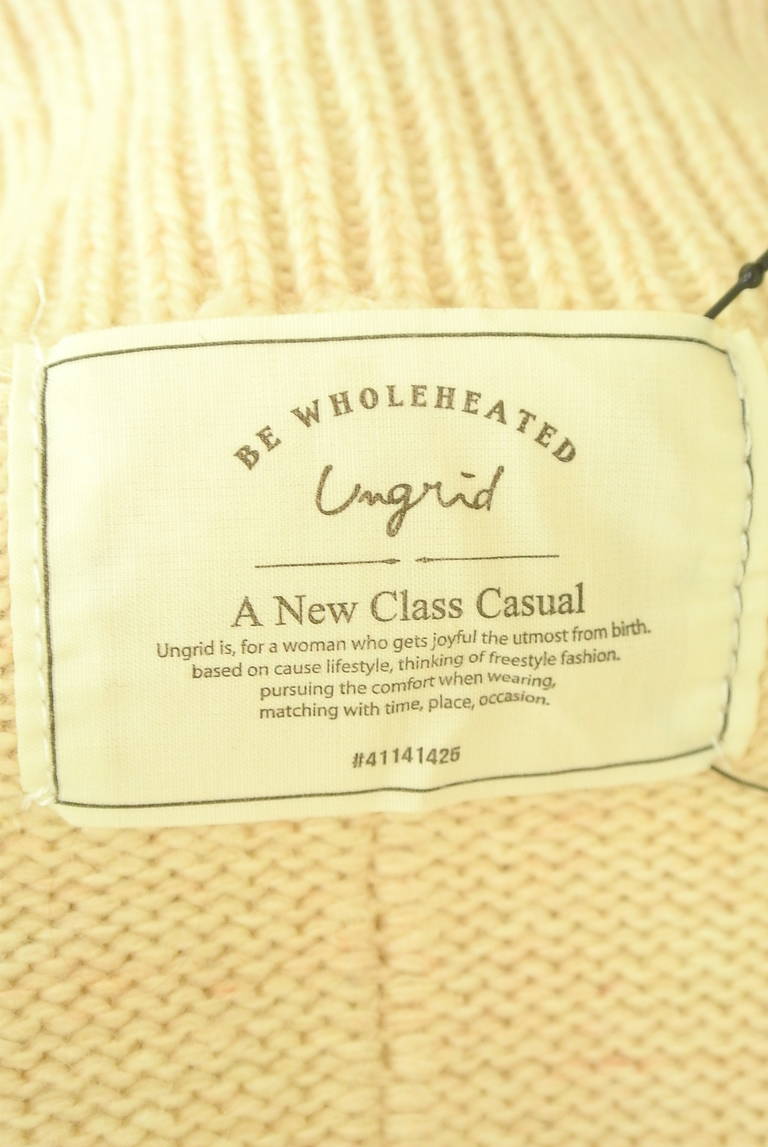 BE WHOLEHEATED
Ungrid
A New Class Casual
Ungrid is, for a woman who gets joyful the utmost from birth.
based on cause lifestyle, thinking of freestyle fashion.
pursuing the comfort when wearing,
matching with time, place, occasion.
#41141425